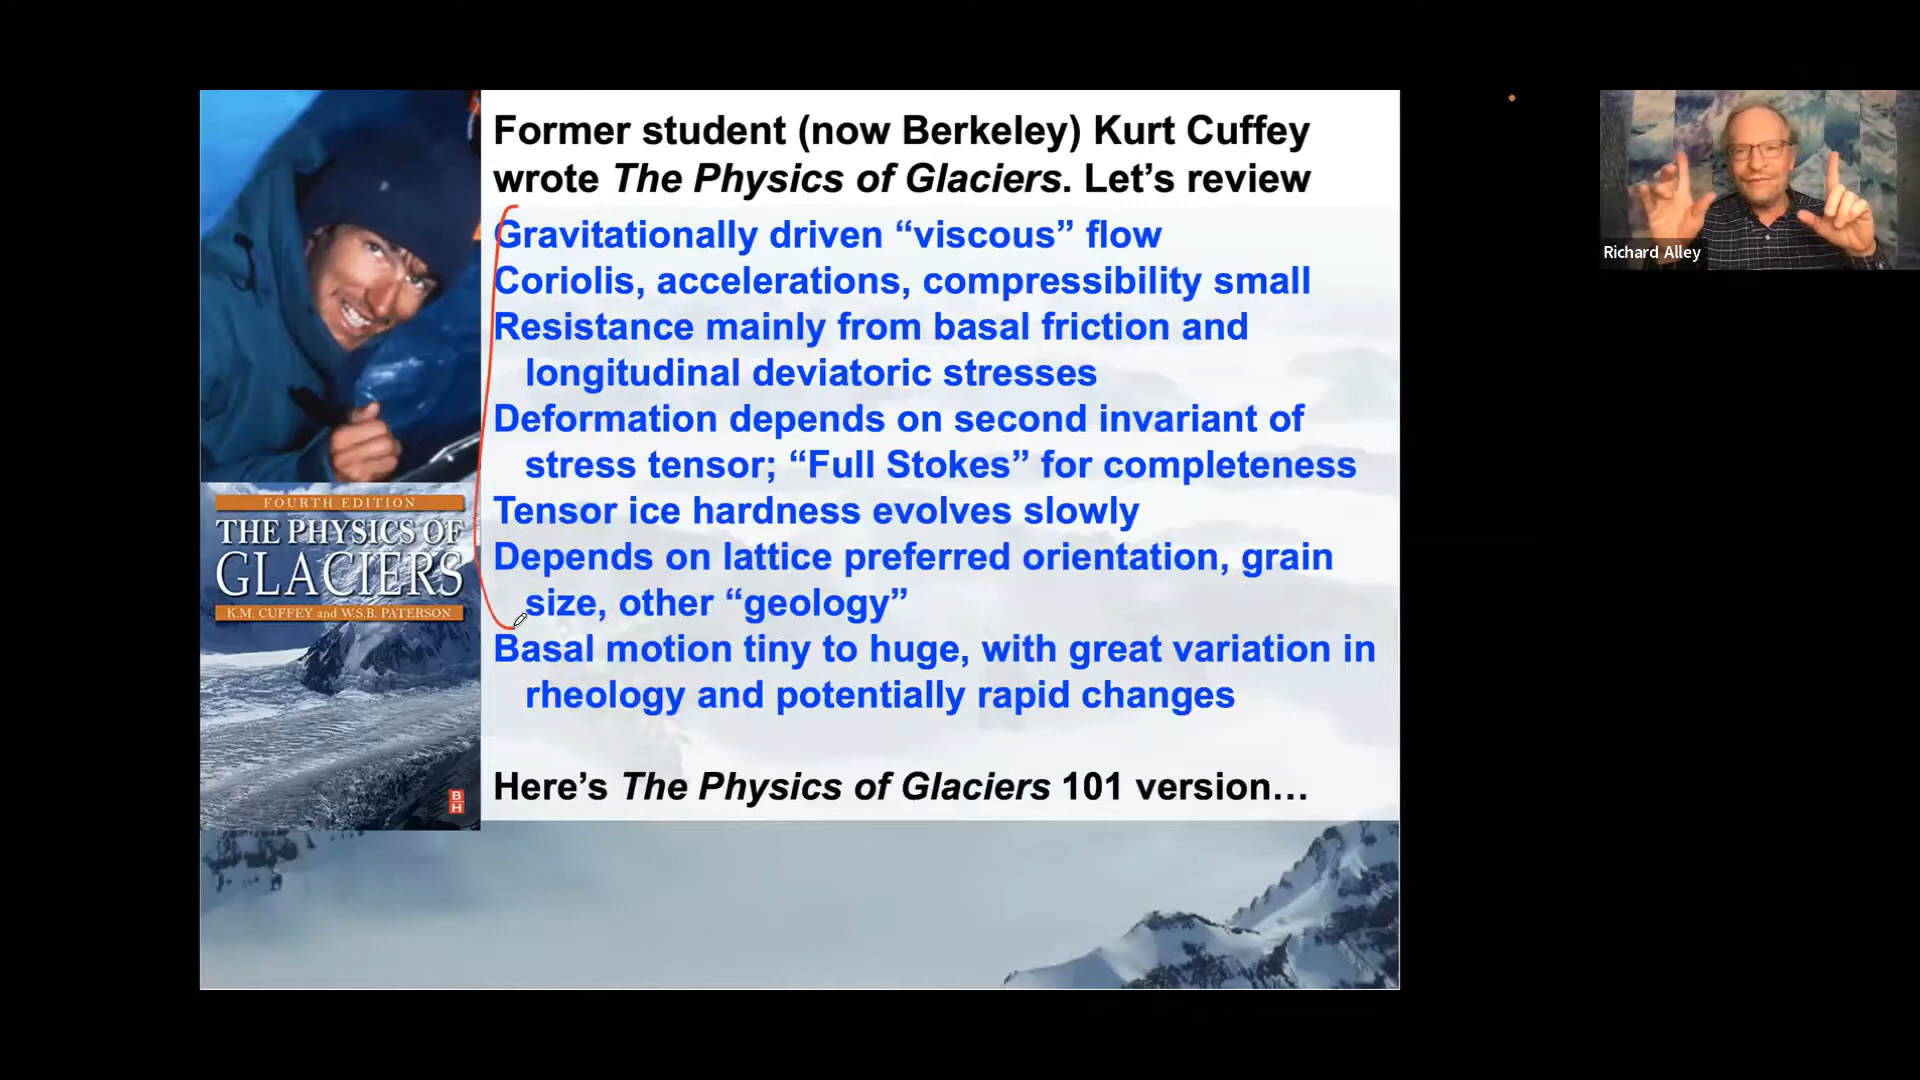 Former student (now Berkeley) Kurt Cuffey
wrote The Physics of Glaciers. Let’s review
Gravitationally driven “viscous” flow
Coriolis, accelerations, compressibility small
Resistance mainly from basal friction and
longitudinal deviatoric stresses
Deformation depends on second invariant of
stress tensor; “Full Stokes” for completeness
Tensor ice hardness evolves slowly
Depends on lattice preferred orientation, grain
size, other “geology”
Basal motion tiny to huge, with great variation in
rheology and potentially rapid changes
Here’s The Physics of Glaciers 101 version…
FOURTH EDITION
THE PHYSICS OF
GLACIERS
K.M. CUFFEY and W.S.B. PATERSON
B
H
Richard Alley